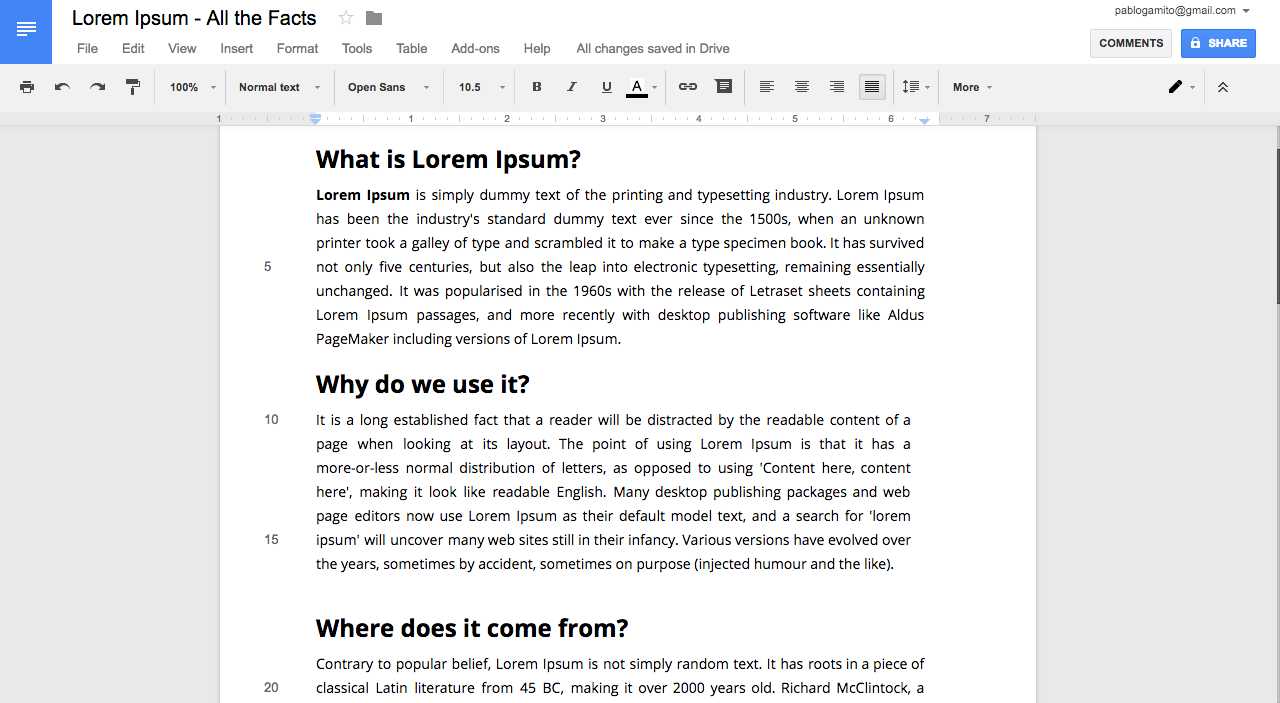 Lorem Ipsum - All the Facts
pablogamito@gmail.com
File Edit View Insert Format Tools Table Add-ons Help All changes saved in Drive
COMMENTS SHARE
100% Normal text Open Sans 10.5 B I U A More
1 1 2 3 4 5 6 7
What is Lorem Ipsum?
Lorem Ipsum is simply dummy text of the printing and typesetting industry. Lorem Ipsum
has been the industry's standard dummy text ever since the 1500s, when an unknown
printer took a galley of type and scrambled it to make a type specimen book. It has survived
5 not only five centuries, but also the leap into electronic typesetting, remaining essentially
unchanged. It was popularised in the 1960s with the release of Letraset sheets containing
Lorem Ipsum passages, and more recently with desktop publishing software like Aldus
PageMaker including versions of Lorem Ipsum.
Why do we use it?
10 It is a long established fact that a reader will be distracted by the readable content of a
page when looking at its layout. The point of using Lorem Ipsum is that it has a
more-or-less normal distribution of letters, as opposed to using 'Content here, content
here', making it look like readable English. Many desktop publishing packages and web
page editors now use Lorem Ipsum as their default model text, and a search for 'lorem
15 ipsum' will uncover many web sites still in their infancy. Various versions have evolved over
the years, sometimes by accident, sometimes on purpose (injected humour and the like).
Where does it come from?
Contrary to popular belief, Lorem Ipsum is not simply random text. It has roots in a piece of
20 classical Latin literature from 45 BC, making it over 2000 years old. Richard McClintock, a